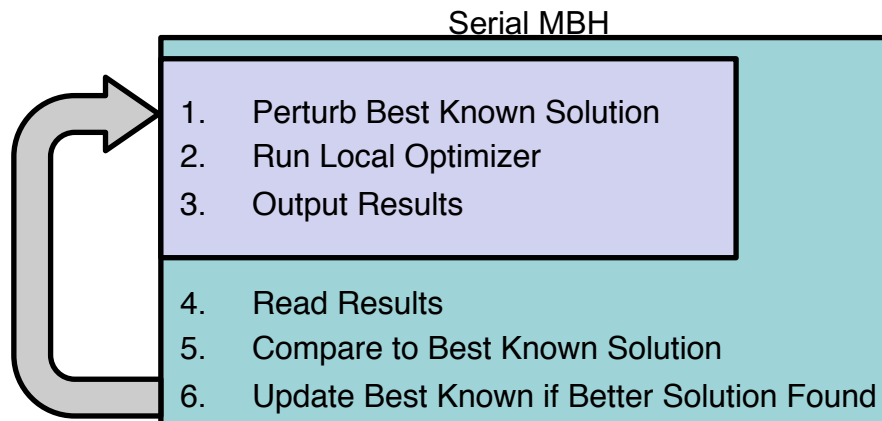 Serial MBH
1. Perturb Best Known Solution
2. Run Local Optimizer
3. Output Results
4. Read Results
5. Compare to Best Known Solution
6. Update Best Known if Better Solution Found